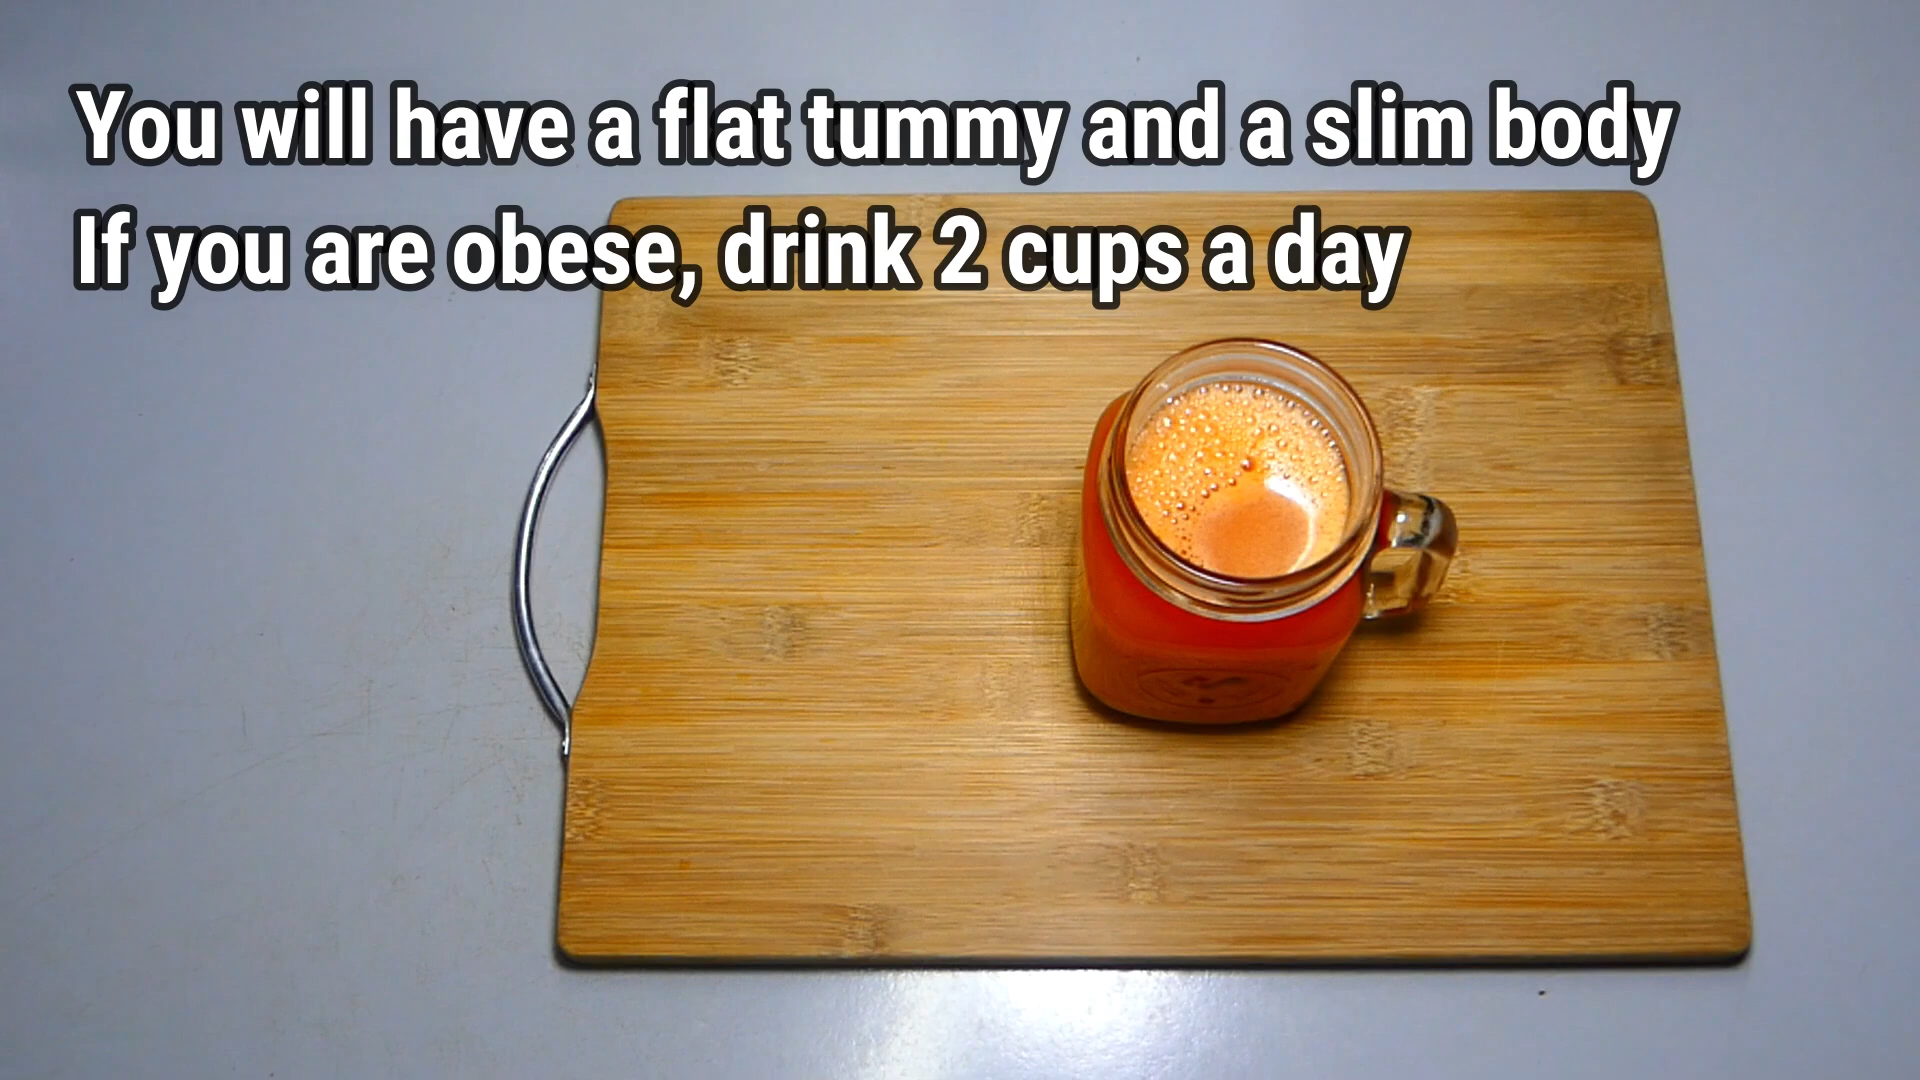 You will have a flat tummy and a slim body
If you are obese, drink 2 cups a day